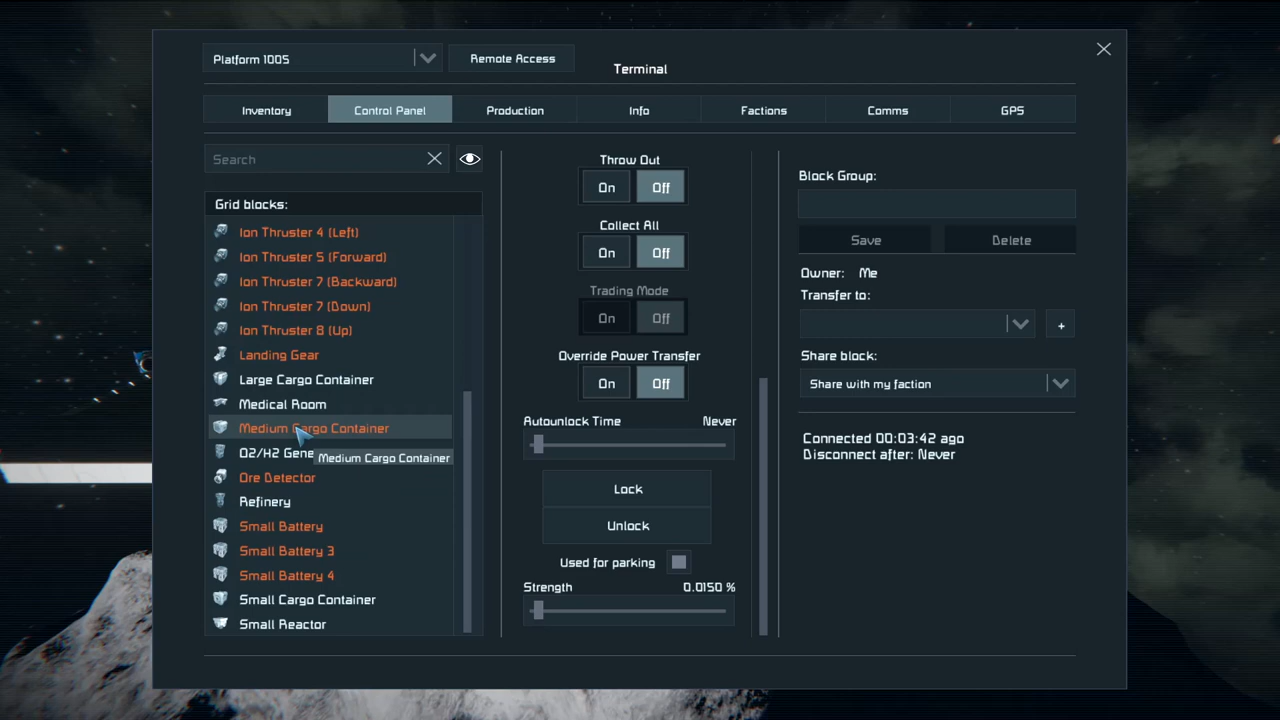 Platform 1005
Remote Access
Terminal
Inventory
Control Panel
Production
Info
Factions
Comms
GPS
Search
Grid blocks:
Ion Thruster 4 (Left)
Ion Thruster 5 (Forward)
Ion Thruster 7 (Backward)
Ion Thruster 7 (Down)
Ion Thruster 8 (Up)
Landing Gear
Large Cargo Container
Medical Room
Medium Cargo Container
O2/H2 Gene
Medium Cargo Container
Ore Detector
Refinery
Small Battery
Small Battery 3
Small Battery 4
Small Cargo Container
Small Reactor
Throw Out
On Off
Collect All
On Off
Trading Mode
On Off
Override Power Transfer
On Off
Autounlock Time Never
Lock
Unlock
Used for parking
Strength 0.0150 %
Block Group:
Save Delete
Owner: Me
Transfer to:
+
Share block:
Share with my faction
Connected 00:03:42 ago
Disconnect after: Never